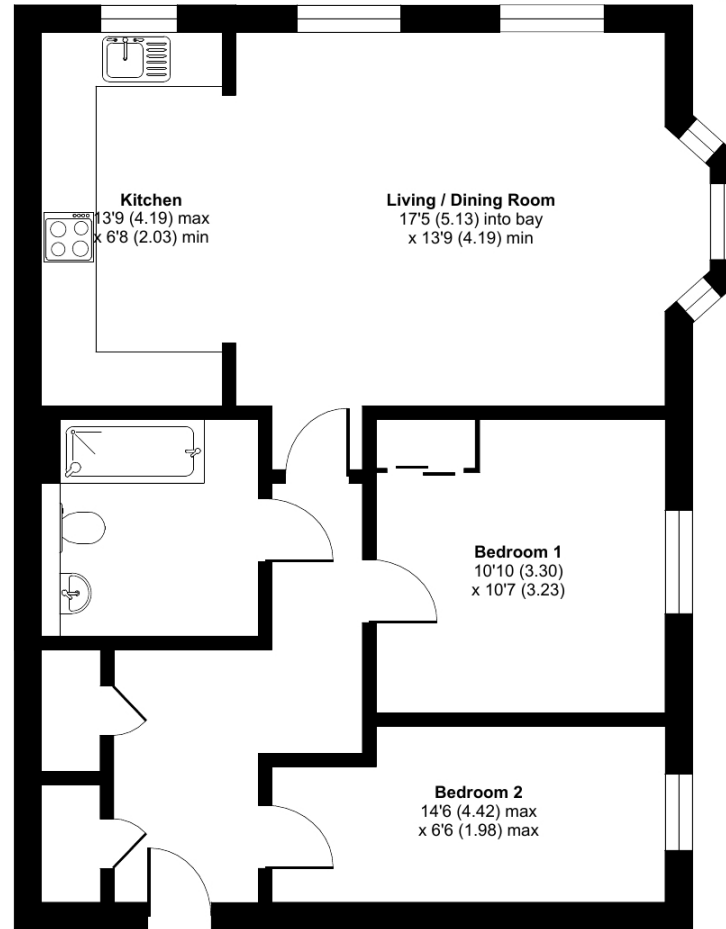 Kitchen
13'9 (4.19) max
x 6'8 (2.03) min
Living / Dining Room
17'5 (5.13) into bay
x 13'9 (4.19) min
Bedroom 1
10'10 (3.30)
x 10'7 (3.23)
Bedroom 2
14'6 (4.42) max
x 6'6 (1.98) max